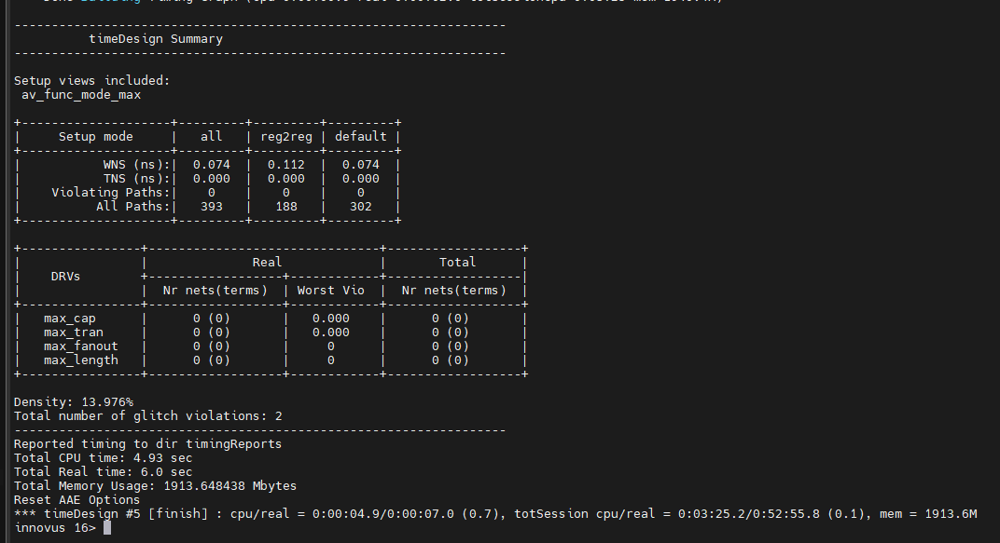 ------------------------------------------------------------------
          timeDesign Summary
------------------------------------------------------------------
Setup views included:
 av_func_mode_max
+--------------------+---------+---------+---------+
|     Setup mode     |   all   | reg2reg | default |
+--------------------+---------+---------+---------+
|           WNS (ns):|  0.074  |  0.112  |  0.074  |
|           TNS (ns):|  0.000  |  0.000  |  0.000  |
|    Violating Paths:|    0    |    0    |    0    |
|          All Paths:|   393   |   188   |   302   |
+--------------------+---------+---------+---------+
+----------------+-------------------------------+------------------+
|                |              Real             |       Total      |
|    DRVs        +------------------+------------+------------------|
|                |  Nr nets(terms)  | Worst Vio  |  Nr nets(terms)  |
+----------------+------------------+------------+------------------+
|   max_cap      |      0 (0)       |   0.000    |      0 (0)       |
|   max_tran     |      0 (0)       |   0.000    |      0 (0)       |
|   max_fanout   |      0 (0)       |     0      |      0 (0)       |
|   max_length   |      0 (0)       |     0      |      0 (0)       |
+----------------+------------------+------------+------------------+
Density: 13.976%
Total number of glitch violations: 2
------------------------------------------------------------------
Reported timing to dir timingReports
Total CPU time: 4.93 sec
Total Real time: 6.0 sec
Total Memory Usage: 1913.648438 Mbytes
Reset AAE Options
*** timeDesign #5 [finish] : cpu/real = 0:00:04.9/0:00:07.0 (0.7), totSession cpu/real = 0:03:25.2/0:52:55.8 (0.1), mem = 1913.6M
innovus 16>